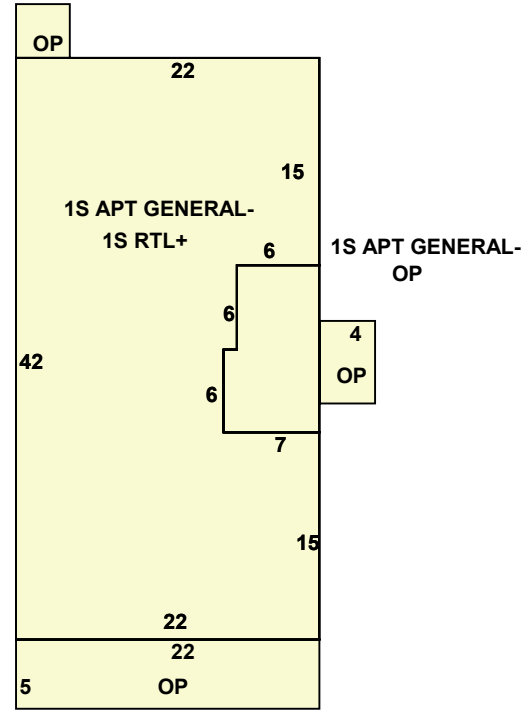 OP
22
15
1S APT GENERAL-
1S RTL+
6
1S APT GENERAL-
OP
6
4
42
OP
6
7
15
22
22
5
OP